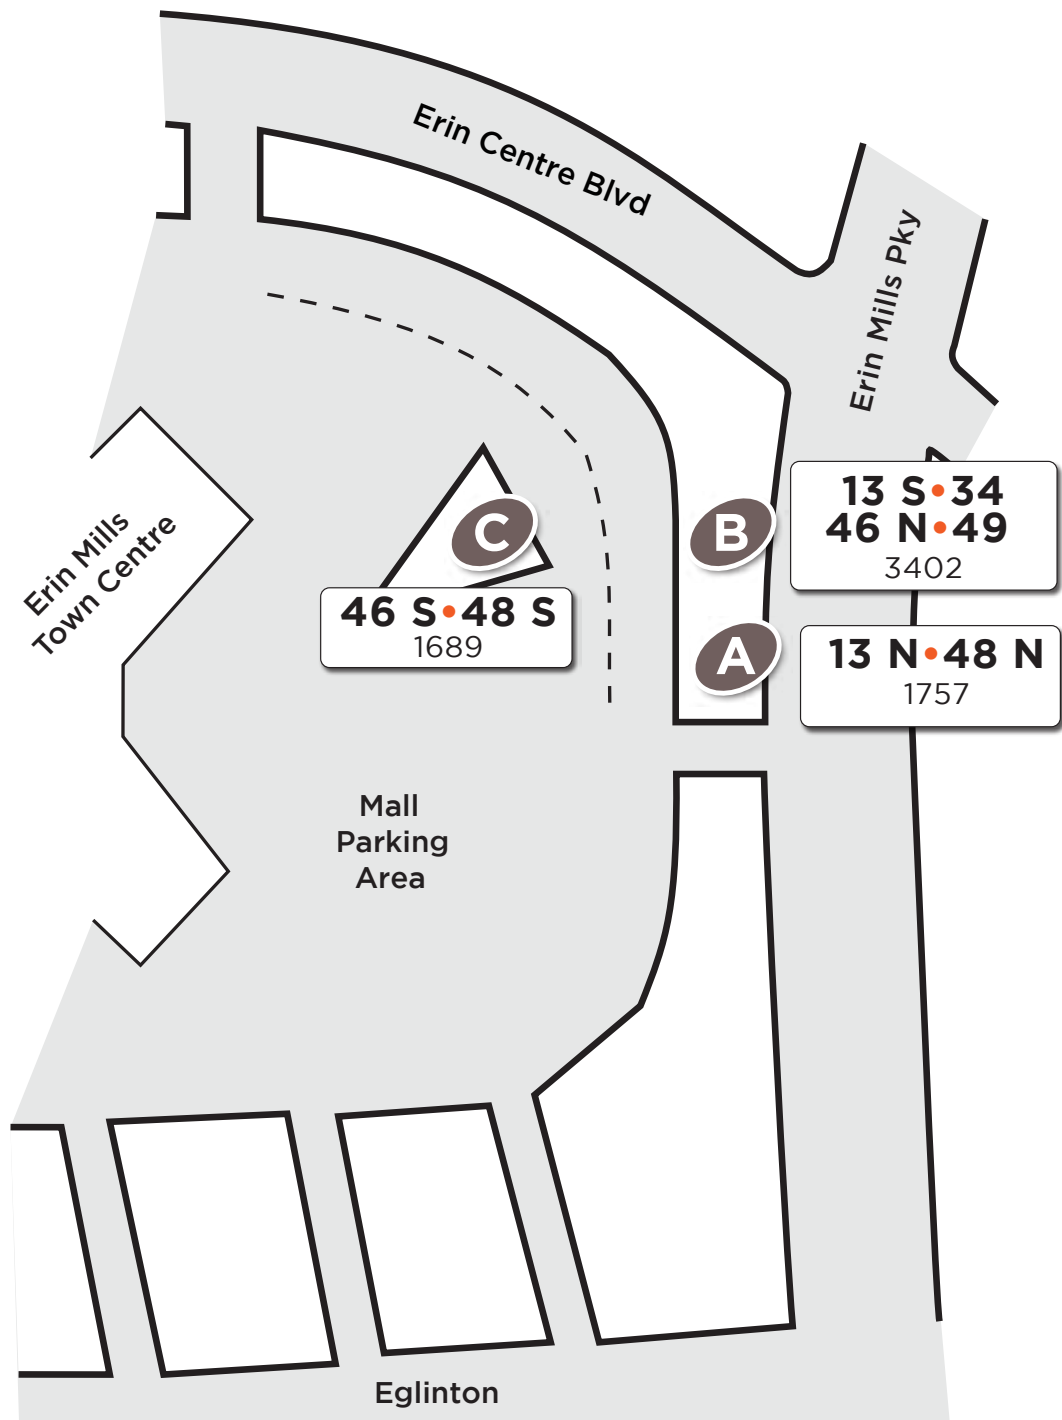 Erin Centre Blvd
Erin Mills Pky
13 S•34
46 N•49
3402
B
C
Erin Mills
Town Centre
46 S•48 S
1689
A
13 N•48 N
1757
Mall
Parking
Area
Eglinton